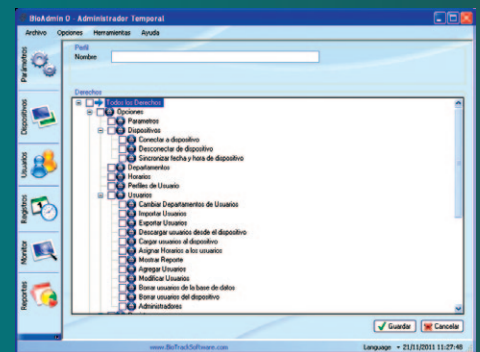 BioAdmin O - Administrador Temporal
Archivo Opciones Herramientas Ayuda
Parámetros
Dispositivos
Usuarios
Registros
Monitor
Reportes
Perfil
Nombre
Derechos
Todos los Derechos
Opciones
Parametros
Dispositivos
Conectar a dispositivo
Desconectar de dispositivo
Sincronizar fecha y hora de dispositivo
Departamentos
Horarios
Perfiles de Usuario
Usuarios
Cambiar Departamentos de Usuarios
Importar Usuarios
Exportar Usuarios
Descargar usuarios desde el dispositivo
Cargar usuarios al dispositivo
Asignar Horarios a los usuarios
Mostrar Reporte
Agregar Usuarios
Modificar Usuarios
Borrar usuarios de la base de datos
Borrar usuarios del dispositivo
Administradores
Guardar Cancelar
www.BioTrackSoftware.com Language 21/11/2011 11:27:48